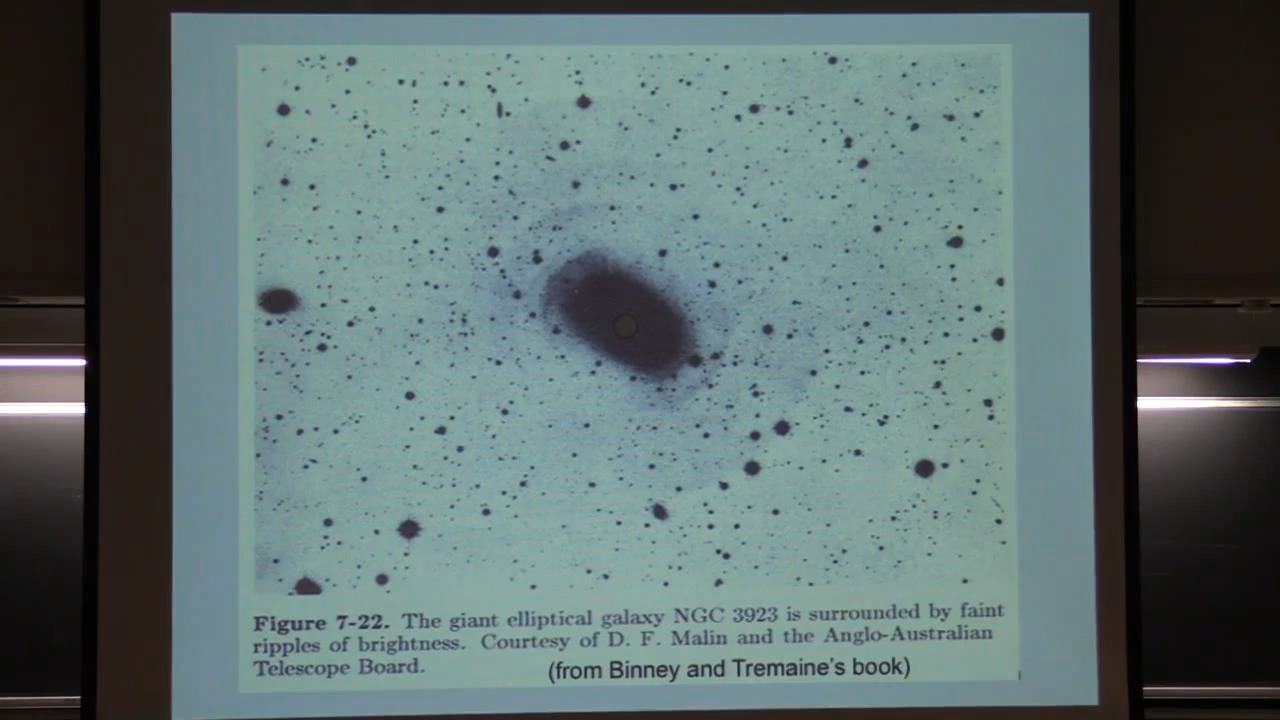 Figure 7-22. The giant elliptical galaxy NGC 3923 is surrounded by faint
ripples of brightness. Courtesy of D. F. Malin and the Anglo-Australian
Telescope Board.
(from Binney and Tremaine's book)